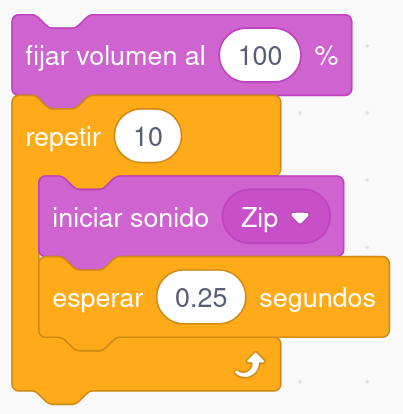 fijar volumen al 100 %
repetir 10
iniciar sonido Zip
esperar 0.25 segundos